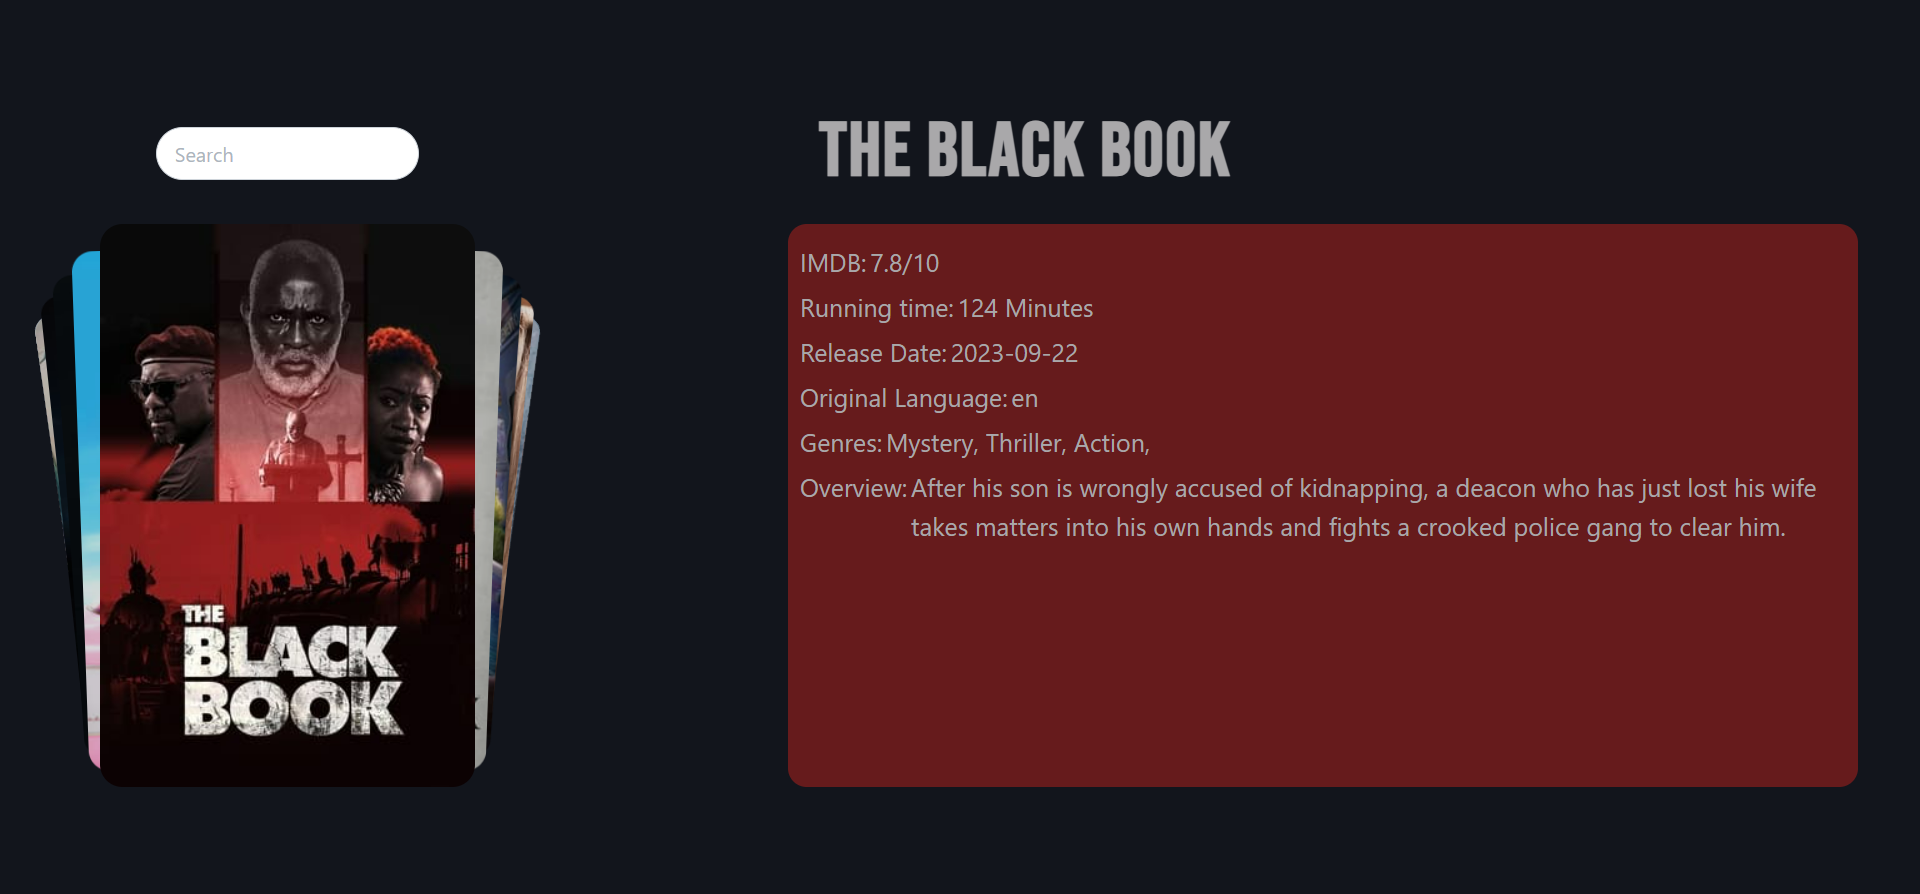 Search
THE BLACK BOOK
THE
BLACK
BOOK
IMDB: 7.8/10
Running time: 124 Minutes
Release Date: 2023-09-22
Original Language: en
Genres: Mystery, Thriller, Action,
Overview: After his son is wrongly accused of kidnapping, a deacon who has just lost his wife
takes matters into his own hands and fights a crooked police gang to clear him.